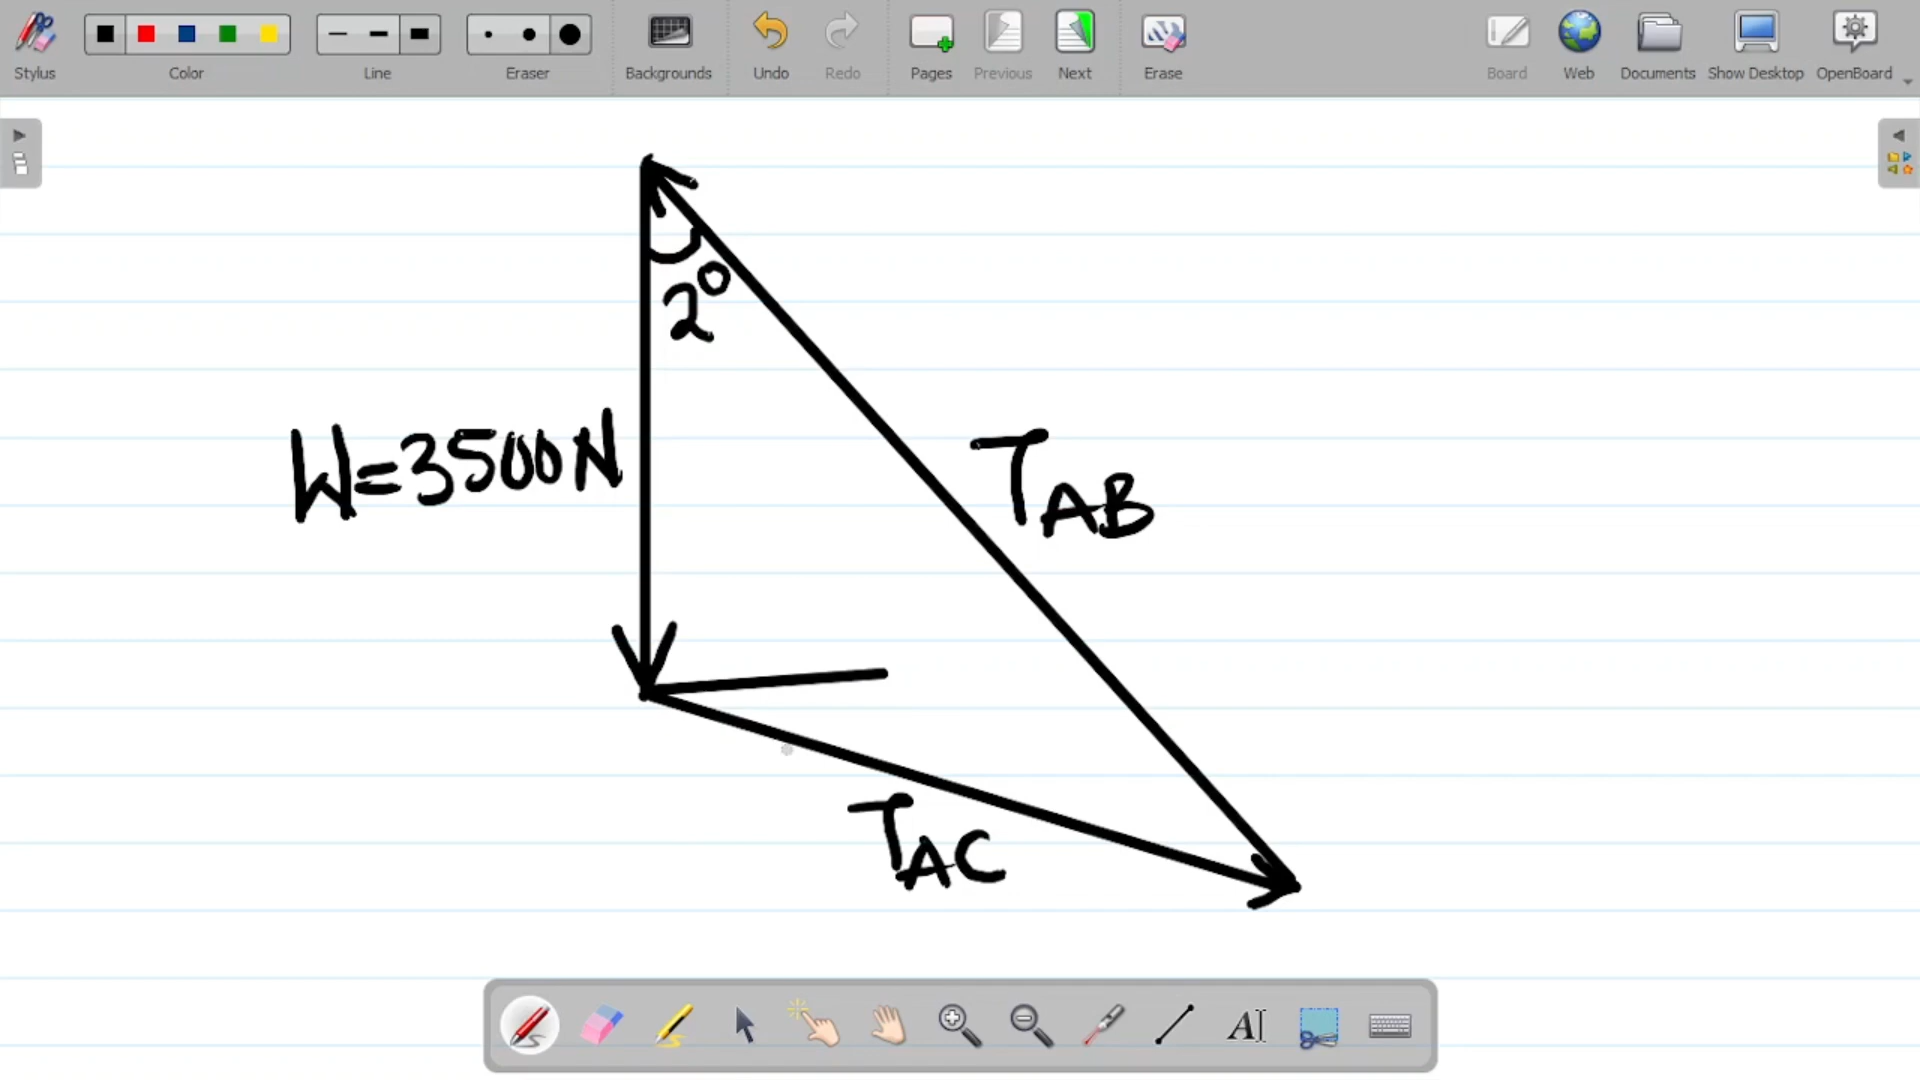 Stylus
Color
Line
Eraser
Backgrounds
Undo
Redo
Pages
Previous
Next
Erase
Board
Web
Documents
Show Desktop
OpenBoard
2°
W=3500N
TAB
TAC
AI